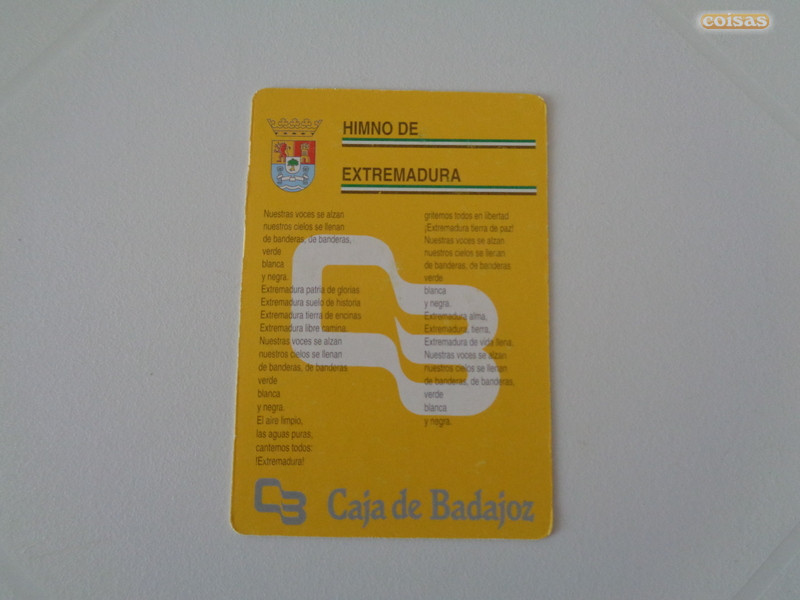 coisas
HIMNO DE
EXTREMADURA
Nuestras voces se alzan
nuestros cielos se llenan
de banderas, de banderas,
verde
blanca
y negra.
Extremadura patria de glorias
Extremadura suelo de historia
Extremadura tierra de encinas
Extremadura libre camina.
Nuestras voces se alzan
nuestros cielos se llenan
de banderas, de banderas
verde
blanca
y negra.
El aire limpio,
las aguas puras,
cantemos todos:
!Extremadura!
gritemos todos en libertad
¡Extremadura tierra de paz!
Nuestras voces se alzan
nuestros cielos se llenan
de banderas, de banderas
verde
blanca
y negra.
Extremadura alma,
Extremadura, tierra,
Extremadura de vida llena.
Nuestras voces se alzan
nuestros cielos se llenan
de banderas, de banderas,
verde
blanca
y negra.
Caja de Badajoz